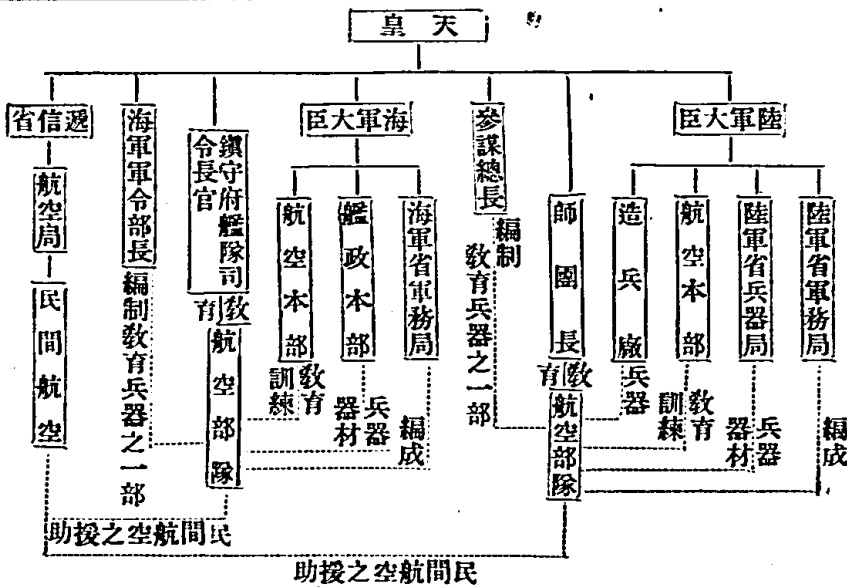 天皇
陸軍大臣
陸軍省軍務局
編成
陸軍省兵器局
兵器
器材
航空本部
敎育
訓練
造兵廠
兵器
師團長
敎育
航空部隊
參謀總長
編制
敎育兵器之一部
海軍大臣
海軍省軍務局
編成
艦政本部
兵器
器材
航空本部
敎育
訓練
鎮守府艦隊司
令長官
敎育
航空部隊
海軍軍令部長
編制敎育兵器之一部
遞信省
航空局
民間航空
民間航空之援助
民間航空之援助